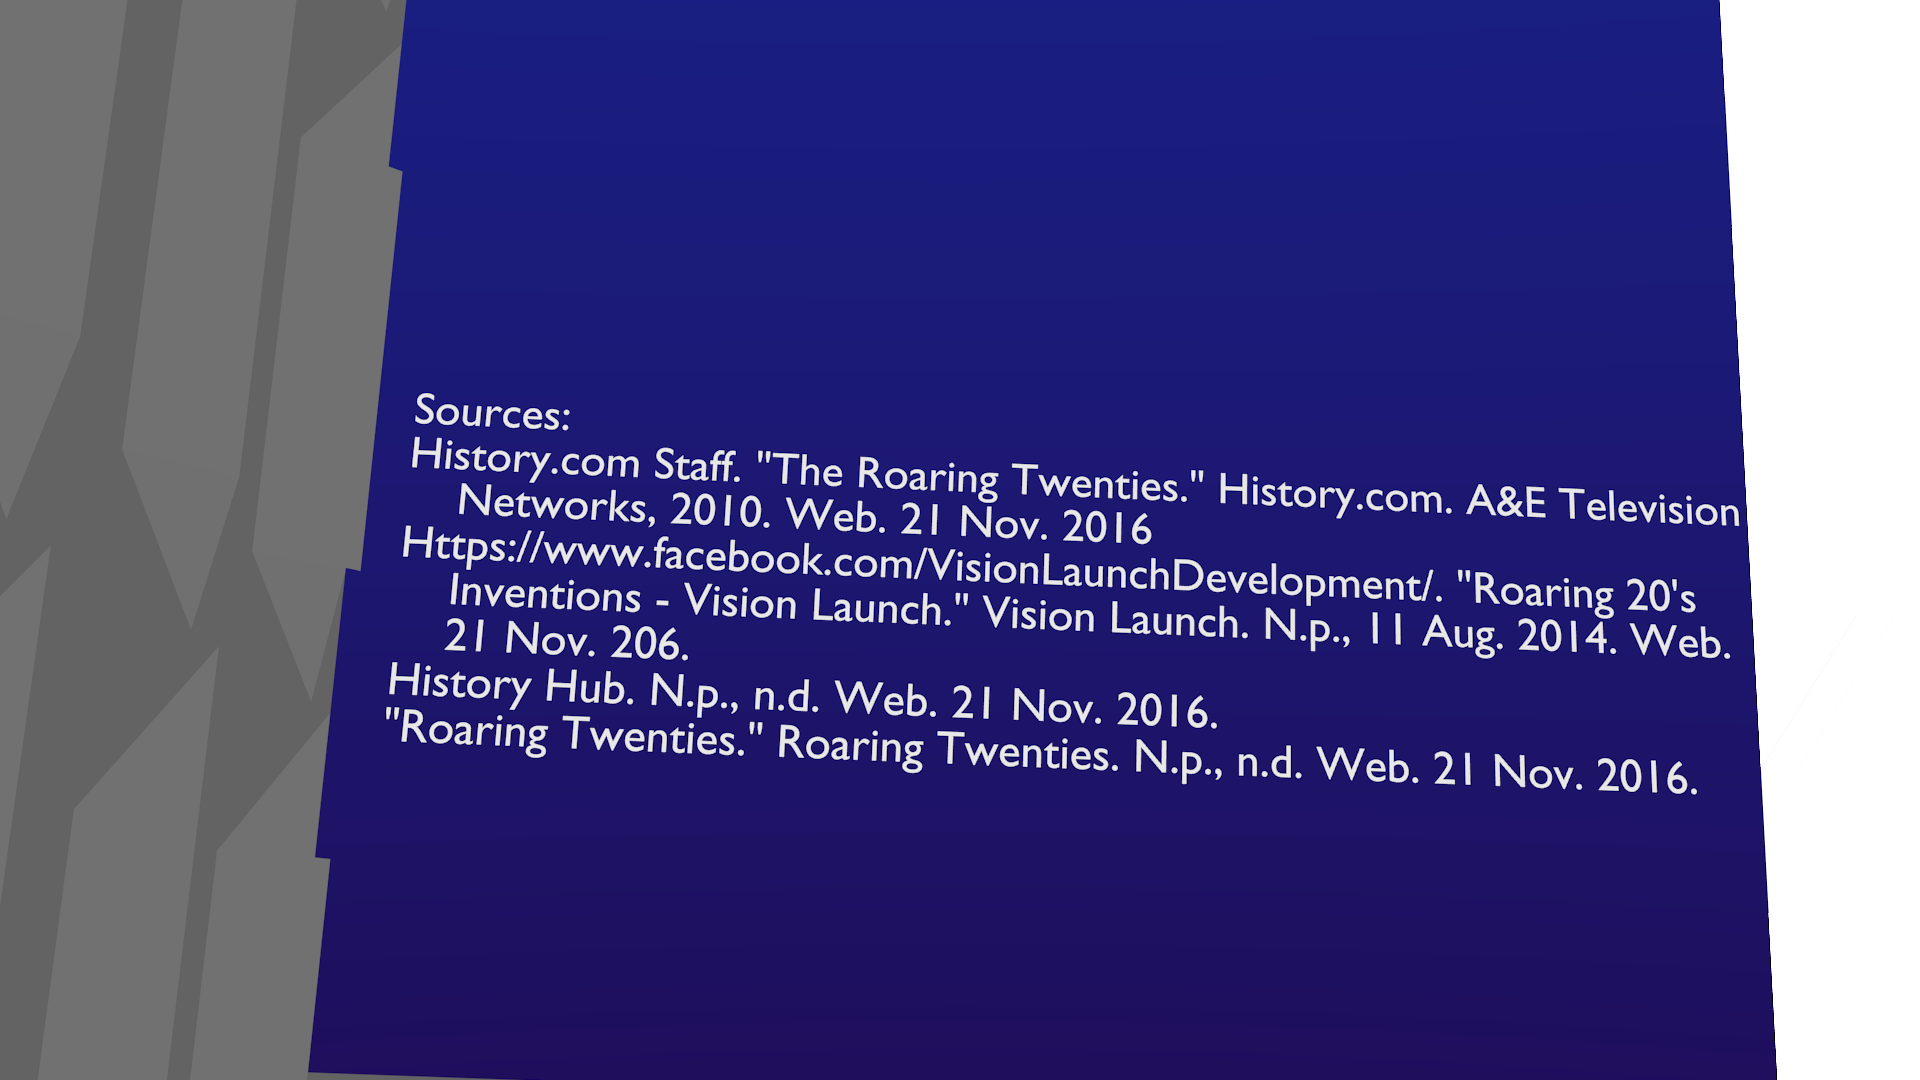 Sources:
History.com Staff. "The Roaring Twenties." History.com. A&E Television
Networks, 2010. Web. 21 Nov. 2016
Https://www.facebook.com/VisionLaunchDevelopment/. "Roaring 20's
Inventions - Vision Launch." Vision Launch. N.p., 11 Aug. 2014. Web.
21 Nov. 206.
History Hub. N.p., n.d. Web. 21 Nov. 2016.
"Roaring Twenties." Roaring Twenties. N.p., n.d. Web. 21 Nov. 2016.